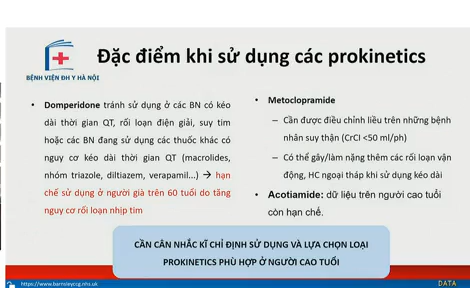 Đặc điểm khi sử dụng các prokinetics
BỆNH VIỆN ĐH Y HÀ NỘI
• Domperidone tránh sử dụng ở các BN có kéo
dài thời gian QT, rối loạn điện giải, suy tim
hoặc các BN đang sử dụng các thuốc khác có
nguy cơ kéo dài thời gian QT (macrolides,
nhóm triazole, diltiazem, verapamil...) → hạn
chế sử dụng ở người già trên 60 tuổi do tăng
nguy cơ rối loạn nhịp tim
• Metoclopramide
– Cần được điều chỉnh liều trên những bệnh
nhân suy thận (CrCl <50 ml/ph)
– Có thể gây/làm nặng thêm các rối loạn vận
động, HC ngoại tháp khi sử dụng kéo dài
• Acotiamide: dữ liệu trên người cao tuổi
còn hạn chế.
CẦN CÂN NHẮC KĨ CHỈ ĐỊNH SỬ DỤNG VÀ LỰA CHỌN LOẠI
PROKINETICS PHÙ HỢP Ở NGƯỜI CAO TUỔI
https://www.barnsleyccg.nhs.uk
DATA